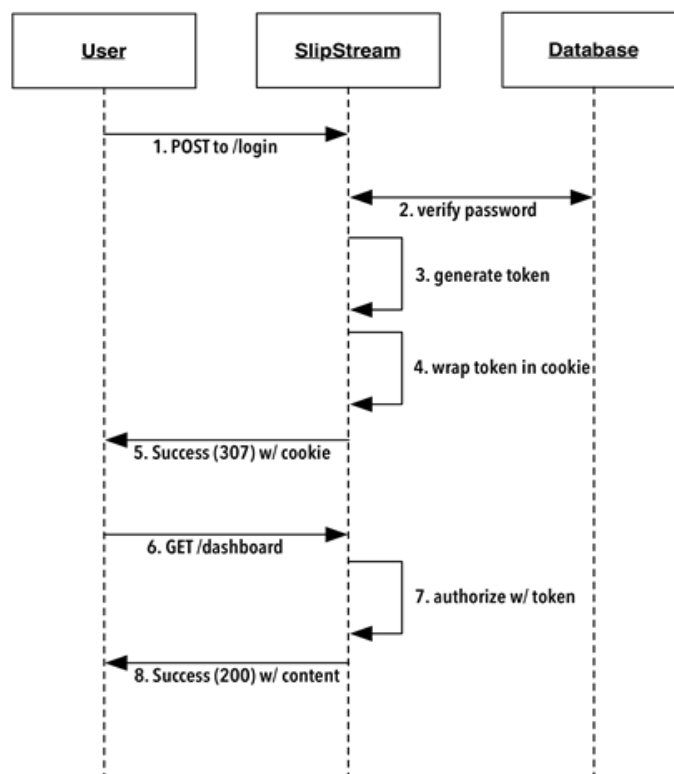 User
SlipStream
Database
1. POST to /login
2. verify password
3. generate token
4. wrap token in cookie
5. Success (307) w/ cookie
6. GET /dashboard
7. authorize w/ token
8. Success (200) w/ content